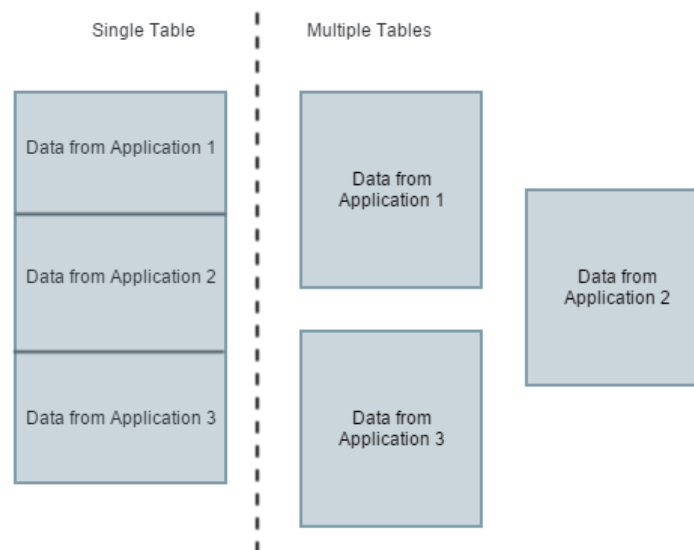 Single Table
Multiple Tables
Data from Application 1
Data from Application 2
Data from Application 3
Data from
Application 1
Data from
Application 2
Data from
Application 3